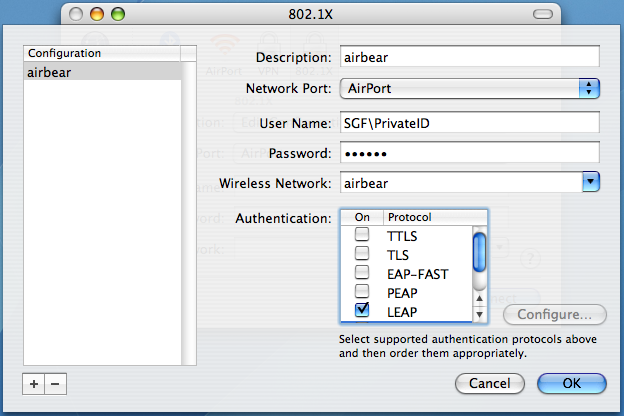 802.1X
Configuration
airbear
Description: airbear
Network Port: AirPort
User Name: SGF\PrivateID
Password: ••••••
Wireless Network: airbear
Authentication:
On Protocol
TTLS
TLS
EAP-FAST
PEAP
LEAP
Configure...
Select supported authentication protocols above
and then order them appropriately.
+ −
Cancel OK